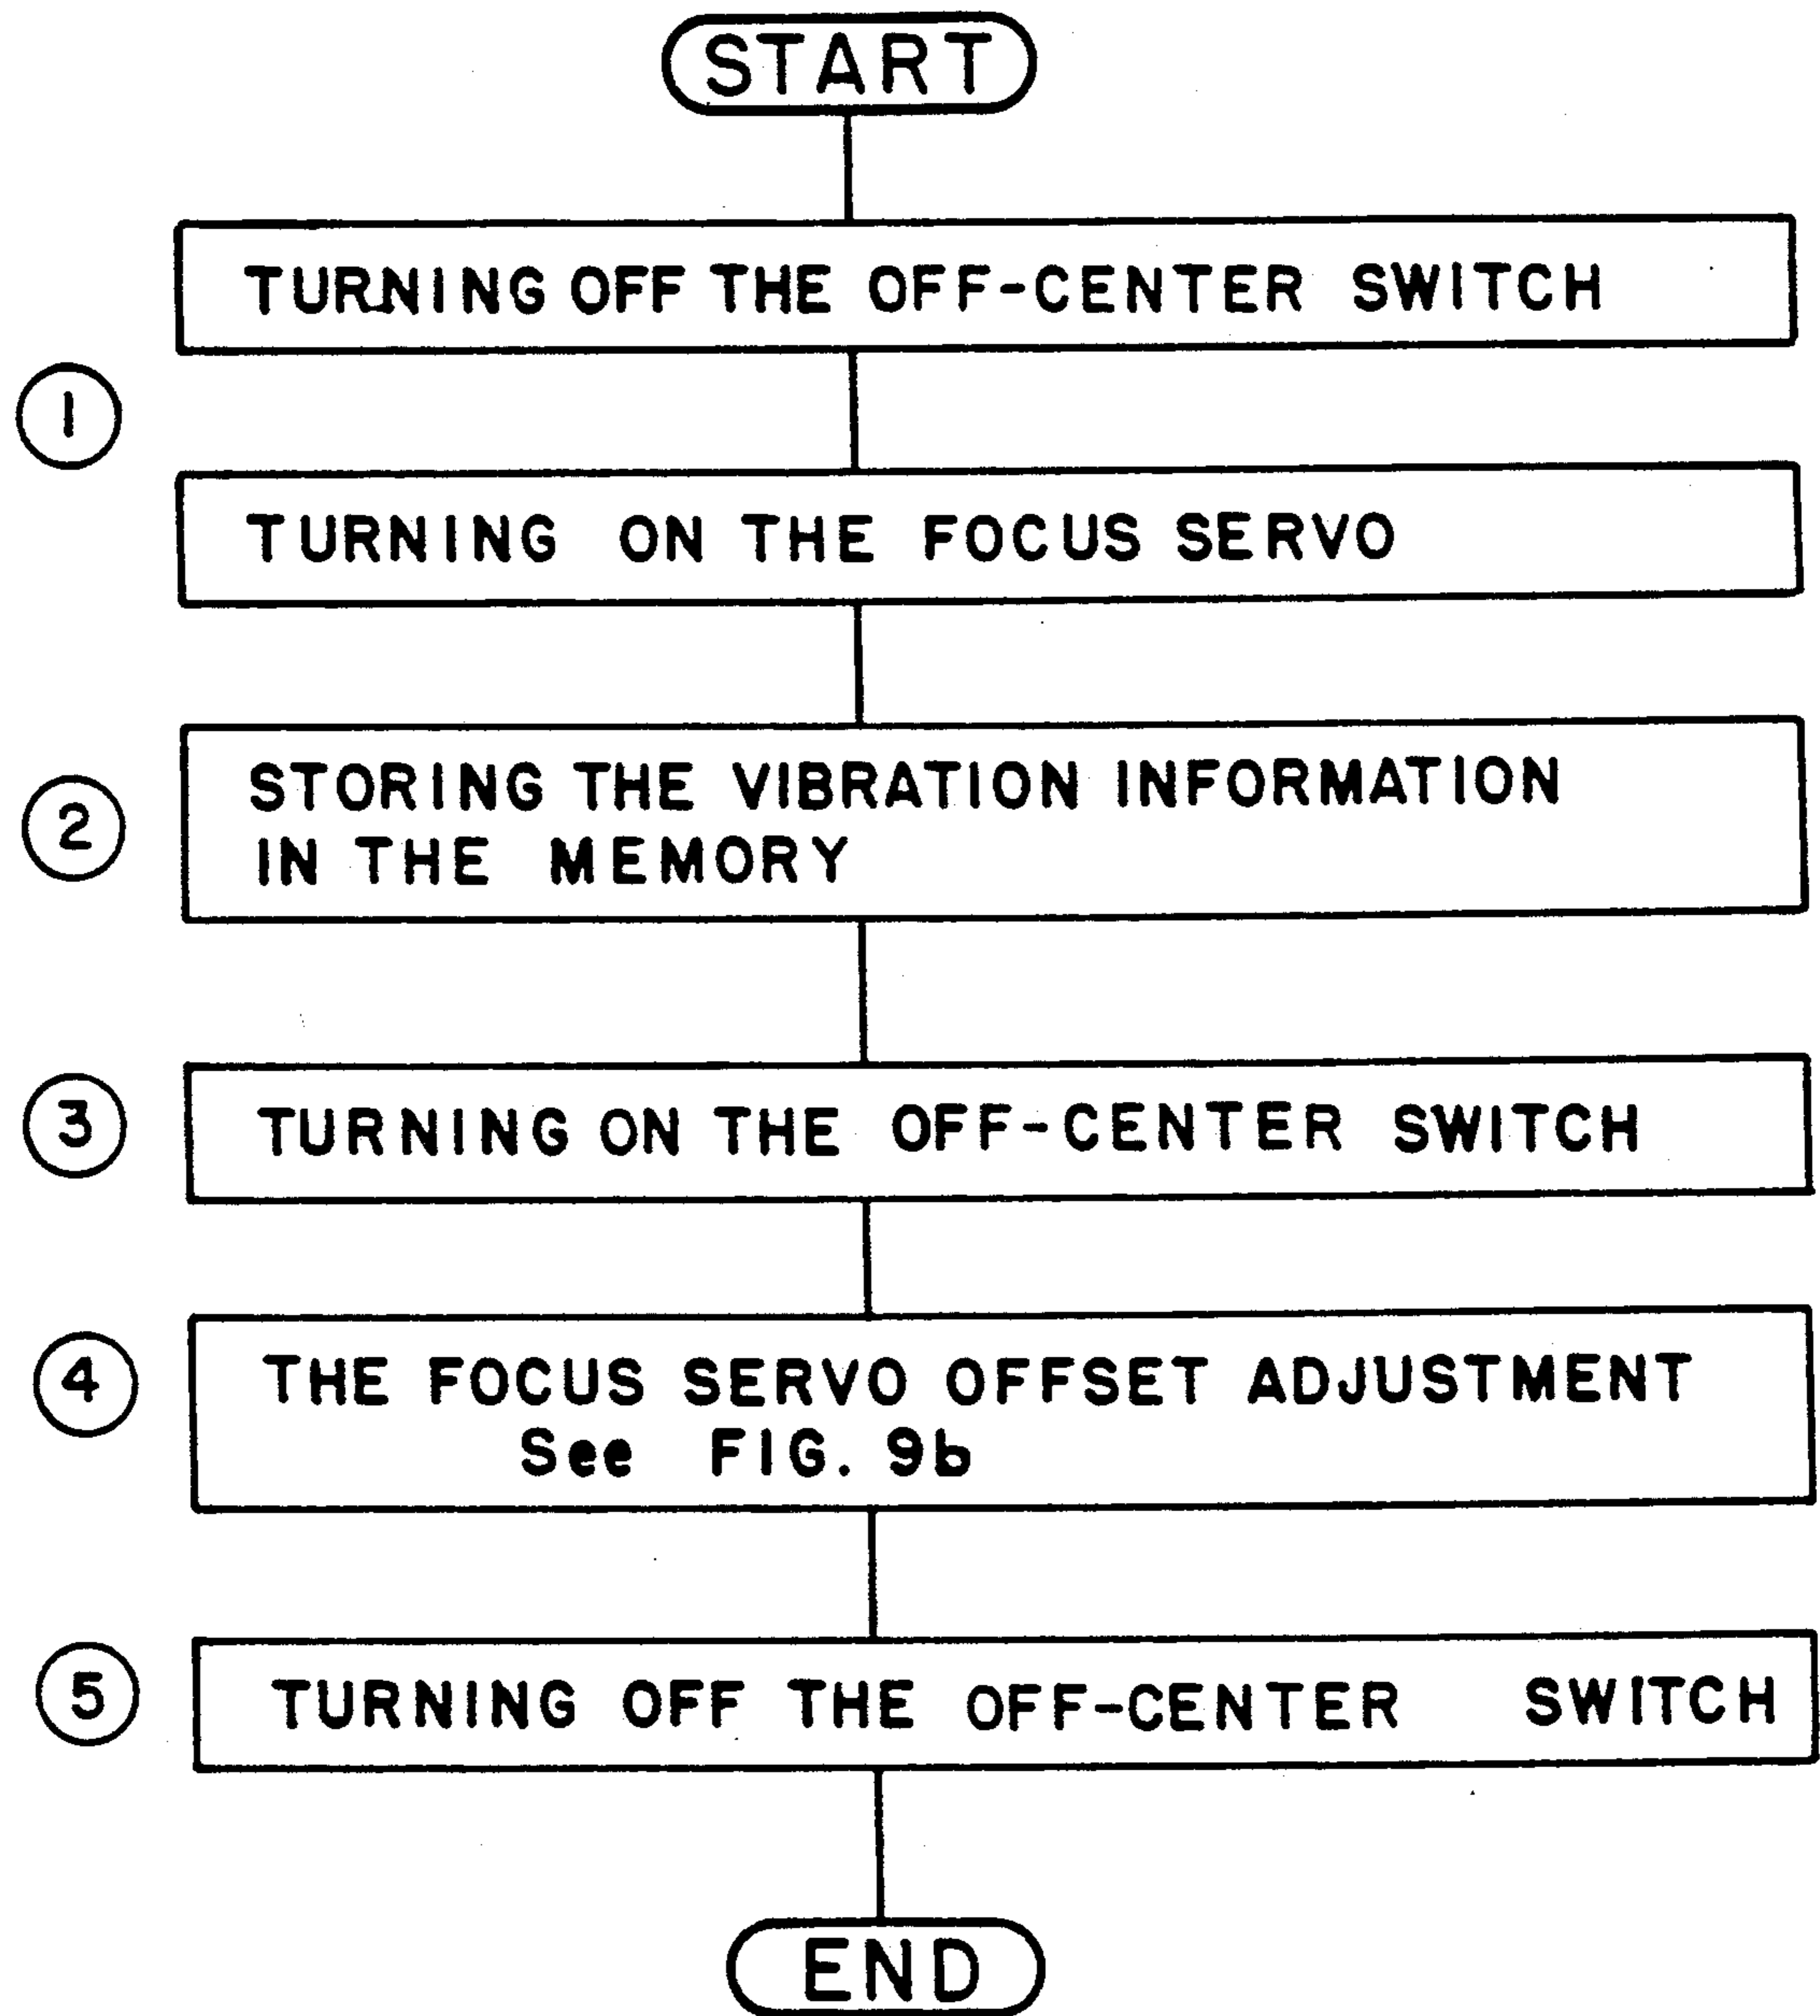 START
TURNING OFF THE OFF-CENTER SWITCH
1
TURNING ON THE FOCUS SERVO
2
STORING THE VIBRATION INFORMATION
IN THE MEMORY
3
TURNING ON THE OFF-CENTER SWITCH
4
THE FOCUS SERVO OFFSET ADJUSTMENT
See FIG. 9b
5
TURNING OFF THE OFF-CENTER SWITCH
END